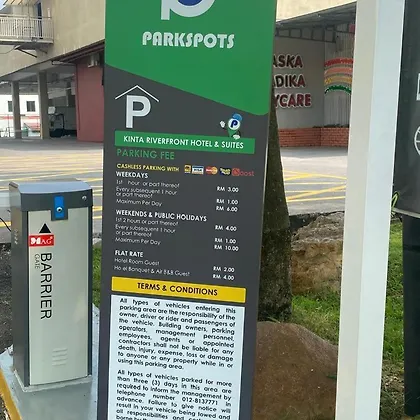 P
PARKSPOTS
P
KINTA RIVERFRONT HOTEL & SUITES
PARKING FEE
CASHLESS PARKING WITH
WEEKDAYS
1st hour or part thereof RM 3.00
Every subsequent 1 hour
or part thereof RM 1.00
Maximum Per Day RM 6.00
WEEKENDS & PUBLIC HOLIDAYS
1st 2 hours or part thereof RM 4.00
Every subsequent 1 hour
or part thereof RM 1.00
Maximum Per Day RM 10.00
FLAT RATE
Hotel Room Guest RM 2.00
Hotel Banquet & Air B&B Guest RM 4.00
TERMS & CONDITIONS
All types of vehicles entering this
parking area are the responsibility of the
owner, driver or rider and passengers of
the vehicle. Building owners, parking
operators, management personnel,
employees, agents or appointed
contractors shall not be liable for any
death, injury, expense, loss or damage
to anyone or any property while in or
using this parking area.
All types of vehicles parked for more
than three (3) days in this area are
required to inform the management by
telephone number 012-8137771 in
advance. Failure to give notice will
result in your vehicle being towed and
all responsibilities and
MAG
BARRIER
GATE
ASKA
ADIKA
YCARE